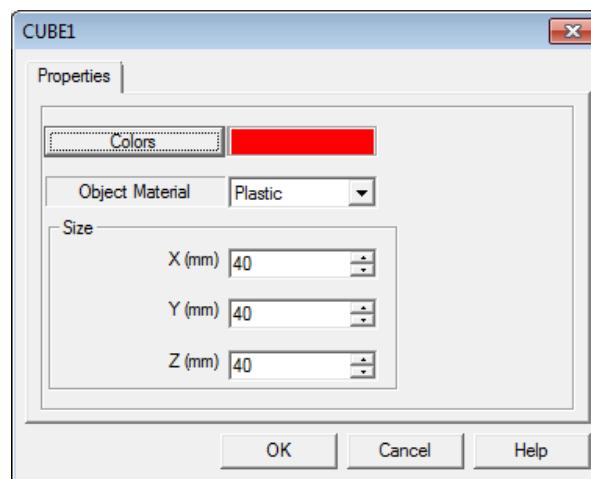 CUBE1
Properties
Colors
Object Material Plastic
Size
X (mm) 40
Y (mm) 40
Z (mm) 40
OK Cancel Help